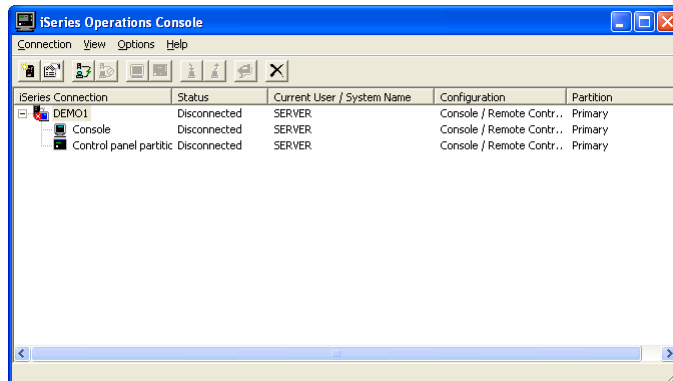 iSeries Operations Console
Connection View Options Help
iSeries Connection Status Current User / System Name Configuration Partition
DEMO1 Disconnected SERVER Console / Remote Contr.. Primary
Console Disconnected SERVER Console / Remote Contr.. Primary
Control panel partitic Disconnected SERVER Console / Remote Contr.. Primary